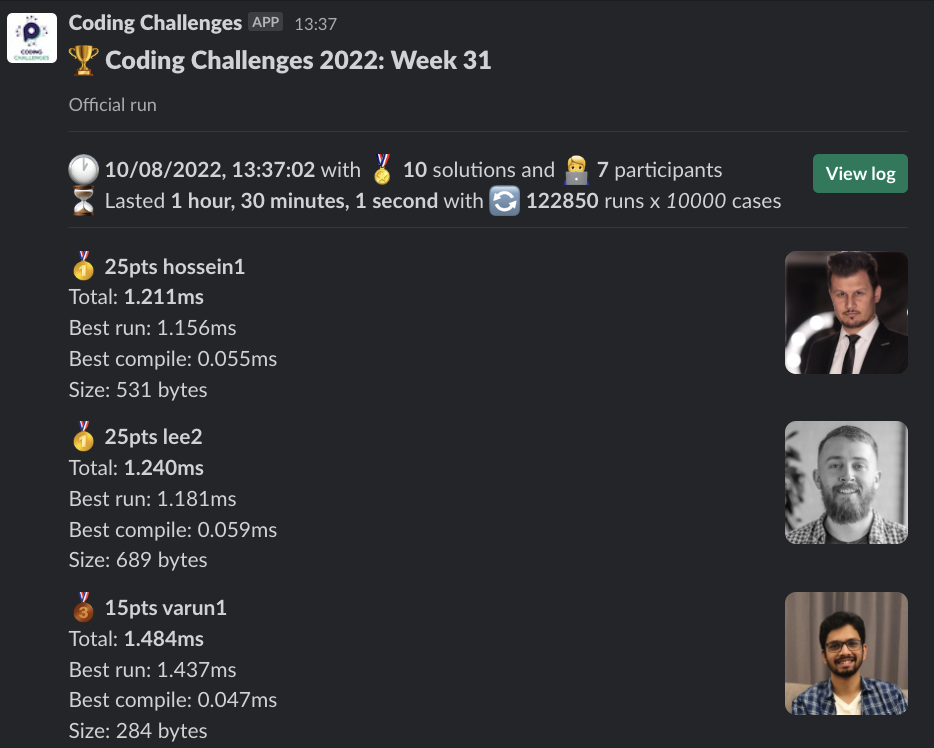 Coding Challenges APP 13:37
CODING
CHALLENGES
Coding Challenges 2022: Week 31
Official run
10/08/2022, 13:37:02 with 10 solutions and 7 participants
View log
Lasted 1 hour, 30 minutes, 1 second with 122850 runs x 10000 cases
1 25pts hossein1
Total: 1.211ms
Best run: 1.156ms
Best compile: 0.055ms
Size: 531 bytes
1 25pts lee2
Total: 1.240ms
Best run: 1.181ms
Best compile: 0.059ms
Size: 689 bytes
3 15pts varun1
Total: 1.484ms
Best run: 1.437ms
Best compile: 0.047ms
Size: 284 bytes